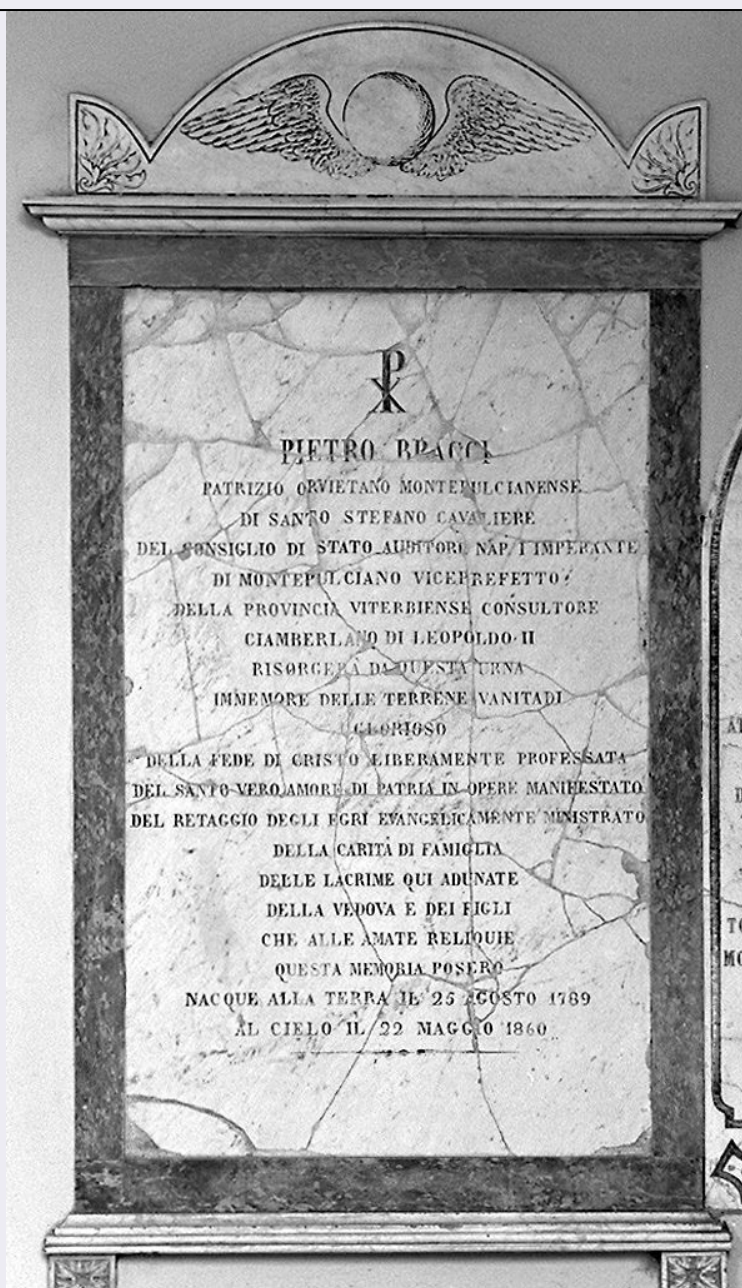 PIETRO BRACCI
PATRIZIO ORVIETANO MONTEPULCIANENSE
DI SANTO STEFANO CAVALIERE
DEL CONSIGLIO DI STATO AUDITORE NAP. I IMPERANTE
DI MONTEPULCIANO VICEPREFETTO
DELLA PROVINCIA VITERBIENSE CONSULTORE
CIAMBERLANO DI LEOPOLDO·II
RISORGERÀ DA QUESTA URNA
IMMEMORE DELLE TERRENE VANITADI
GLORIOSO
DELLA FEDE DI CRISTO LIBERAMENTE PROFESSATA
DEL SANTO VERO AMORE DI PATRIA IN OPERE MANIFESTATO
DEL RETAGGIO DEGLI EGRI EVANGELICAMENTE MINISTRATO
DELLA CARITÀ DI FAMIGLIA
DELLE LACRIME QUI ADUNATE
DELLA VEDOVA E DEI FIGLI
CHE ALLE AMATE RELIQUIE
QUESTA MEMORIA POSERO
NACQUE ALLA TERRA IL 25 AGOSTO 1789
AL CIELO IL 22 MAGGIO 1860